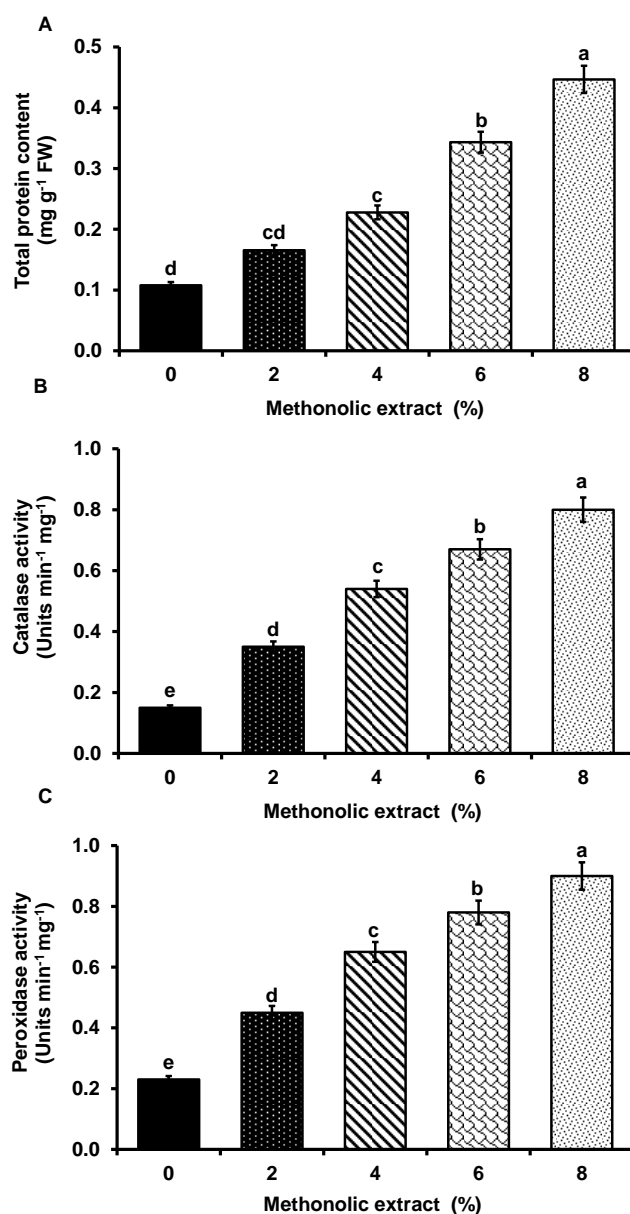 A
Total protein content
(mg g⁻¹ FW)
0.5
0.4
0.3
0.2
0.1
0.0
d
cd
c
b
a
0 2 4 6 8
Methonolic extract (%)
B
Catalase activity
(Units min⁻¹ mg⁻¹)
1.0
0.8
0.6
0.4
0.2
0.0
e
d
c
b
a
0 2 4 6 8
Methonolic extract (%)
C
Peroxidase activity
(Units min⁻¹ mg⁻¹)
1.0
0.8
0.6
0.4
0.2
0.0
e
d
c
b
a
0 2 4 6 8
Methonolic extract (%)